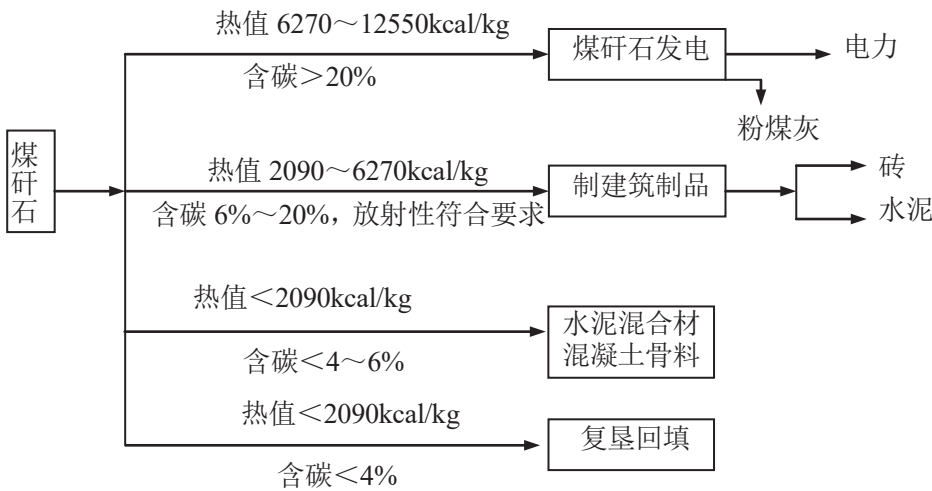 热值 6270～12550kcal/kg
煤矸石发电
电力
含碳＞20%
粉煤灰
煤
矸
石
热值 2090～6270kcal/kg
制建筑制品
砖
含碳 6%～20%，放射性符合要求
水泥
热值＜2090kcal/kg
水泥混合材
混凝土骨料
含碳＜4～6%
热值＜2090kcal/kg
复垦回填
含碳＜4%